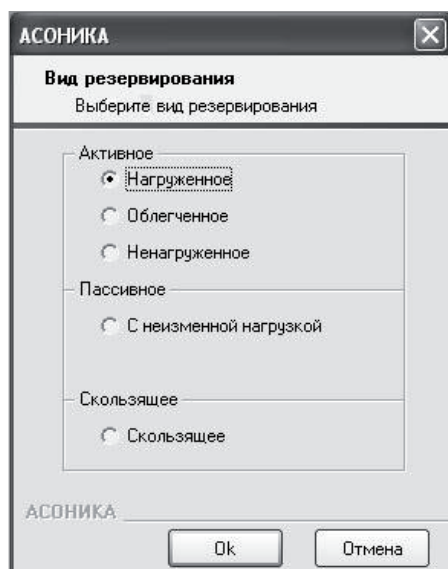 АСОНИКА
Вид резервирования
Выберите вид резервирования
Активное
Нагруженное
Облегченное
Ненагруженное
Пассивное
С неизменной нагрузкой
Скользящее
Скользящее
АСОНИКА
Ok
Отмена